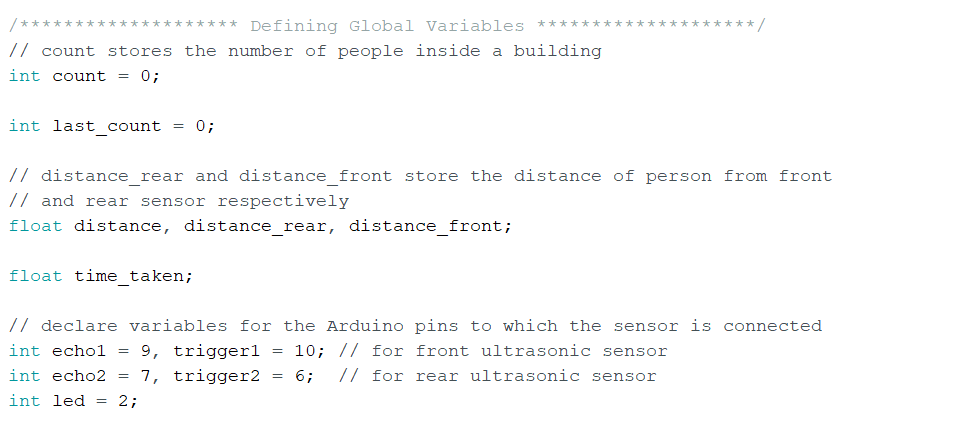 /******************** Defining Global Variables ********************/
// count stores the number of people inside a building
int count = 0;
int last_count = 0;
// distance_rear and distance_front store the distance of person from front
// and rear sensor respectively
float distance, distance_rear, distance_front;
float time_taken;
// declare variables for the Arduino pins to which the sensor is connected
int echo1 = 9, trigger1 = 10; // for front ultrasonic sensor
int echo2 = 7, trigger2 = 6;  // for rear ultrasonic sensor
int led = 2;